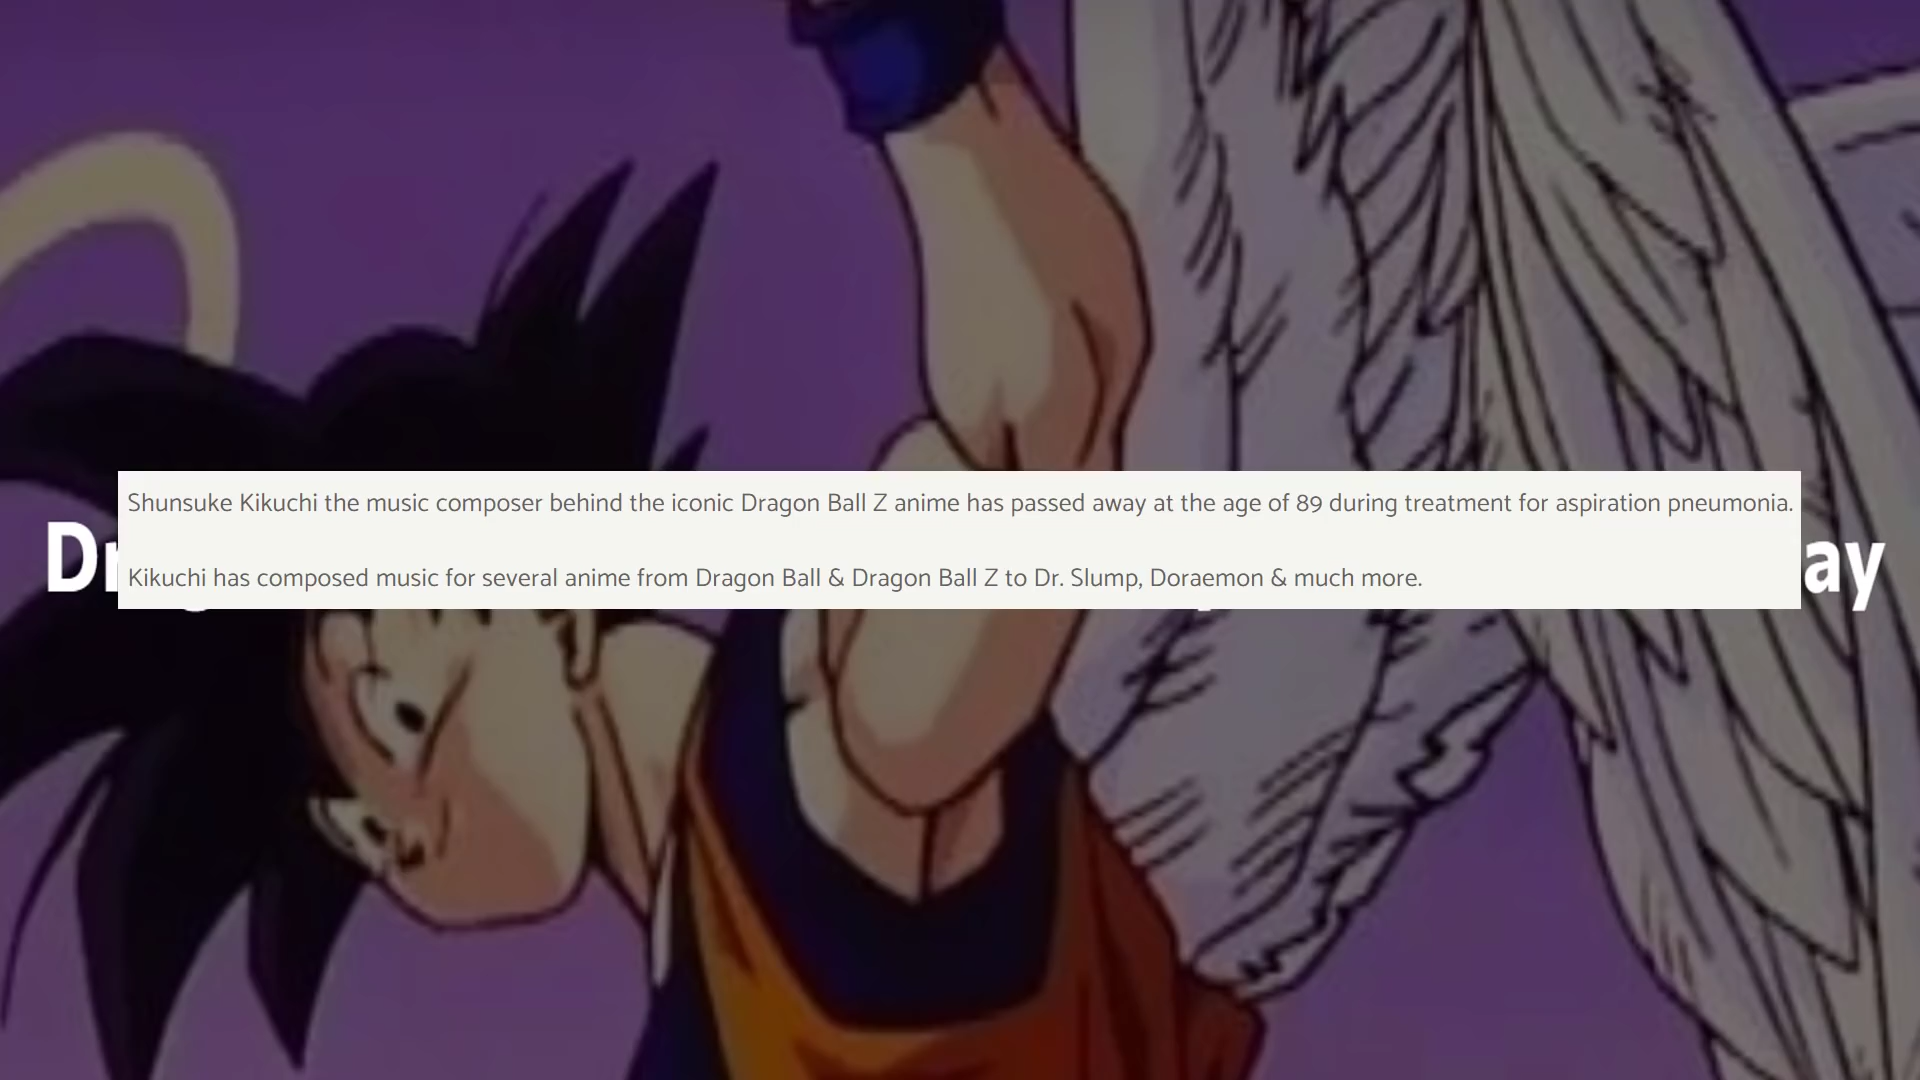 Shunsuke Kikuchi the music composer behind the iconic Dragon Ball Z anime has passed away at the age of 89 during treatment for aspiration pneumonia.
Kikuchi has composed music for several anime from Dragon Ball & Dragon Ball Z to Dr. Slump, Doraemon & much more.